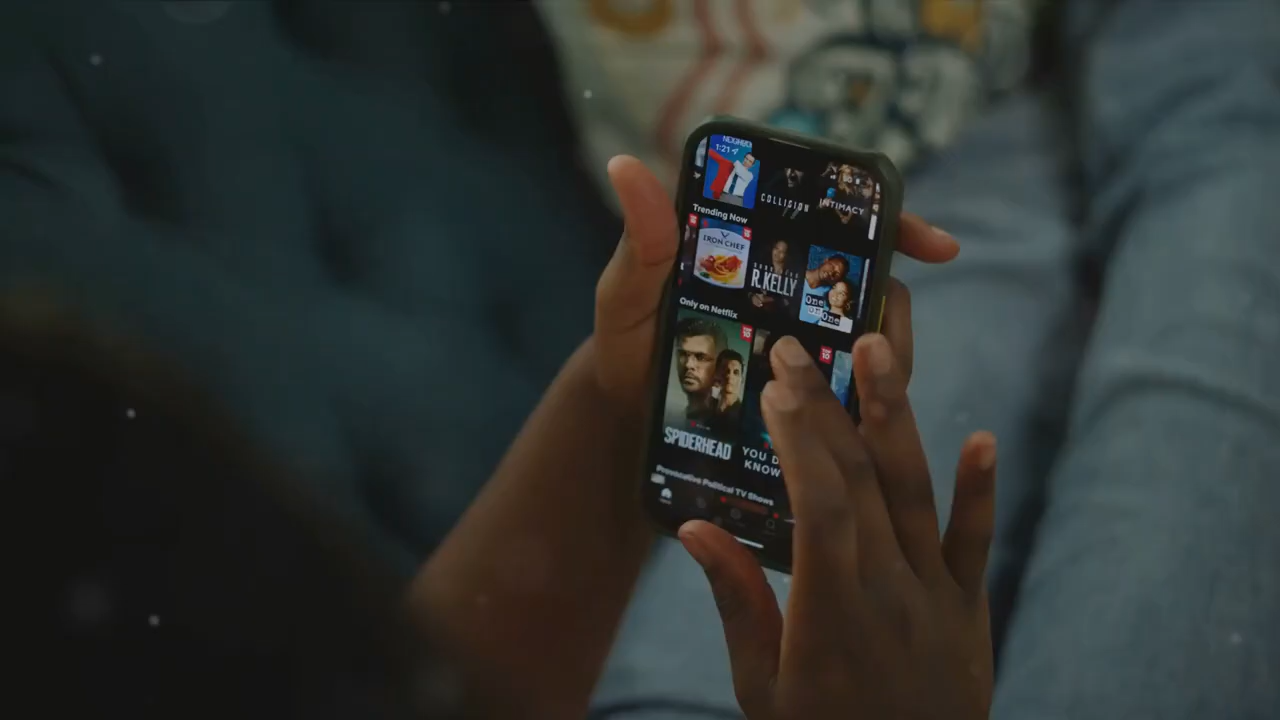 NEIGHBO
1:21
COLLISION
INTIMACY
Trending Now
IRON CHEF
R.KELLY
One
on One
Only on Netflix
SPIDERHEAD
YOU D
KNOW
Provocative Political TV Shows